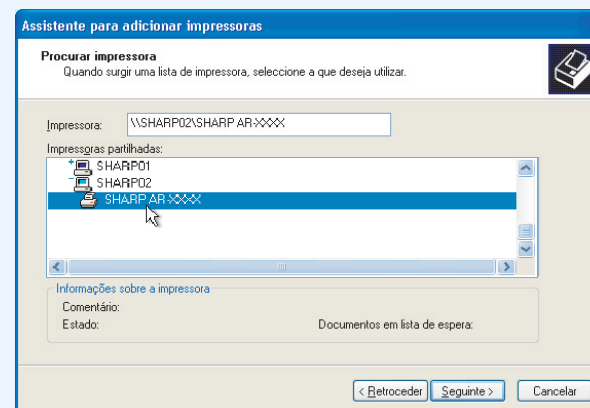 Assistente para adicionar impressoras
Procurar impressora
Quando surgir uma lista de impressora, seleccione a que deseja utilizar.
Impressora:
\\SHARP02\SHARP AR-XXXX
Impressoras partilhadas:
SHARP01
SHARP02
SHARP AR-XXXX
Informações sobre a impressora
Comentário:
Estado: Documentos em lista de espera:
< Retroceder Seguinte > Cancelar